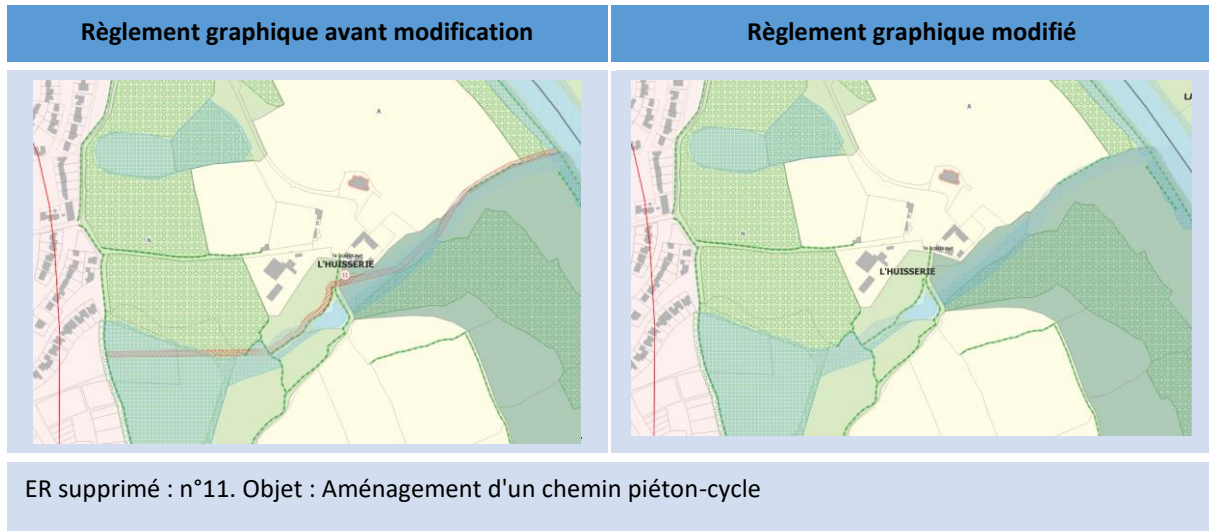 Règlement graphique avant modification
Règlement graphique modifié
A
N
L'HUISSERIE
11
A
LA
N
L'HUISSERIE
ER supprimé : n°11. Objet : Aménagement d'un chemin piéton-cycle